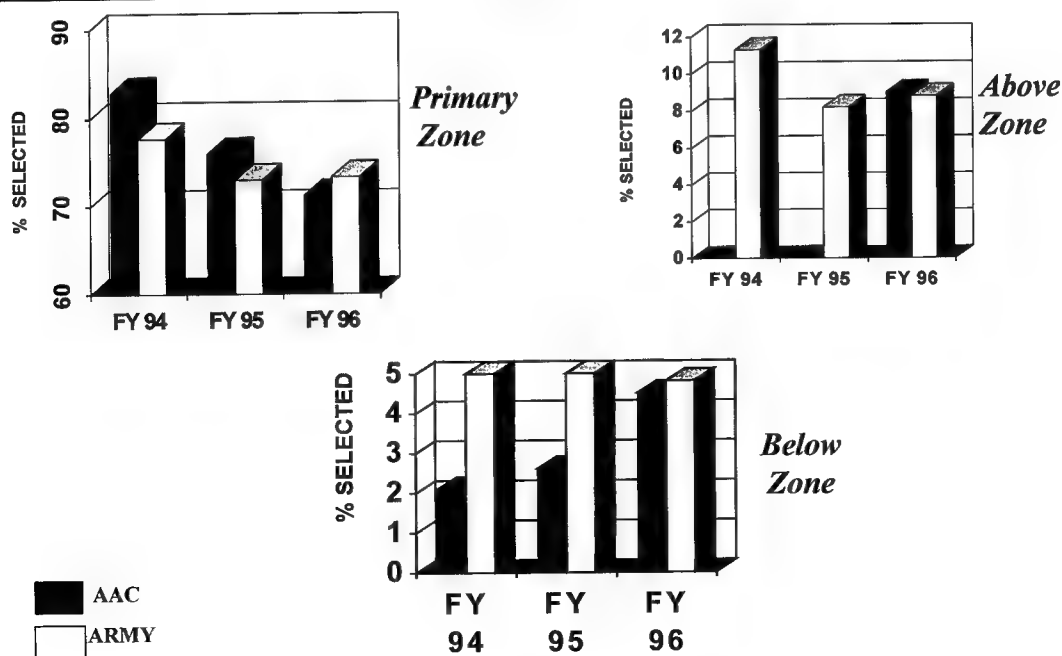 % SELECTED
90
80
70
60
FY 94 FY 95 FY 96
Primary
Zone
% SELECTED
12
10
8
6
4
2
0
FY 94 FY 95 FY 96
Above
Zone
% SELECTED
5
4
3
2
1
0
FY FY FY
94 95 96
Below
Zone
AAC
ARMY